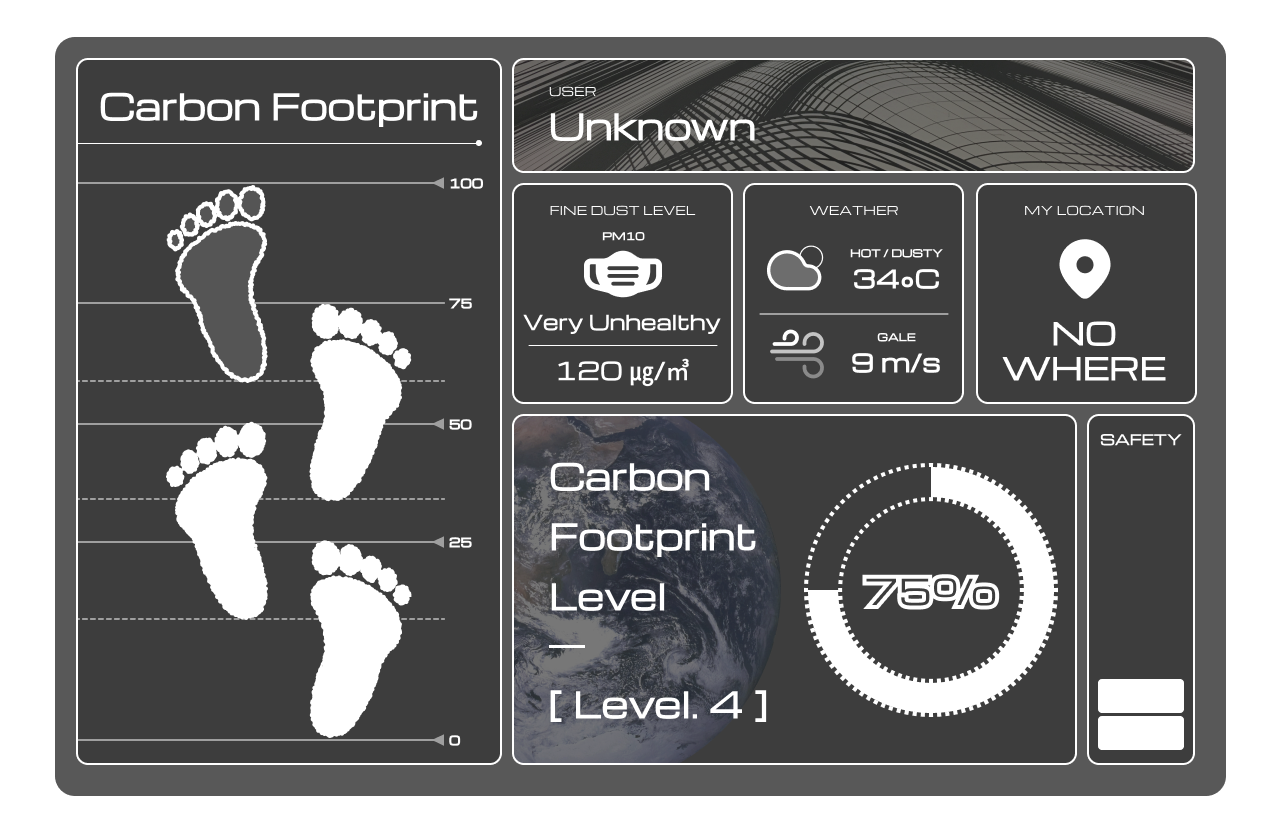 Carbon Footprint
100
75
50
25
0
USER
Unknown
FINE DUST LEVEL
PM10
Very Unhealthy
120 µg/㎥
WEATHER
HOT / DUSTY
34°C
GALE
9 m/s
MY LOCATION
NO
WHERE
Carbon
Footprint
Level
[ Level. 4 ]
75%
SAFETY